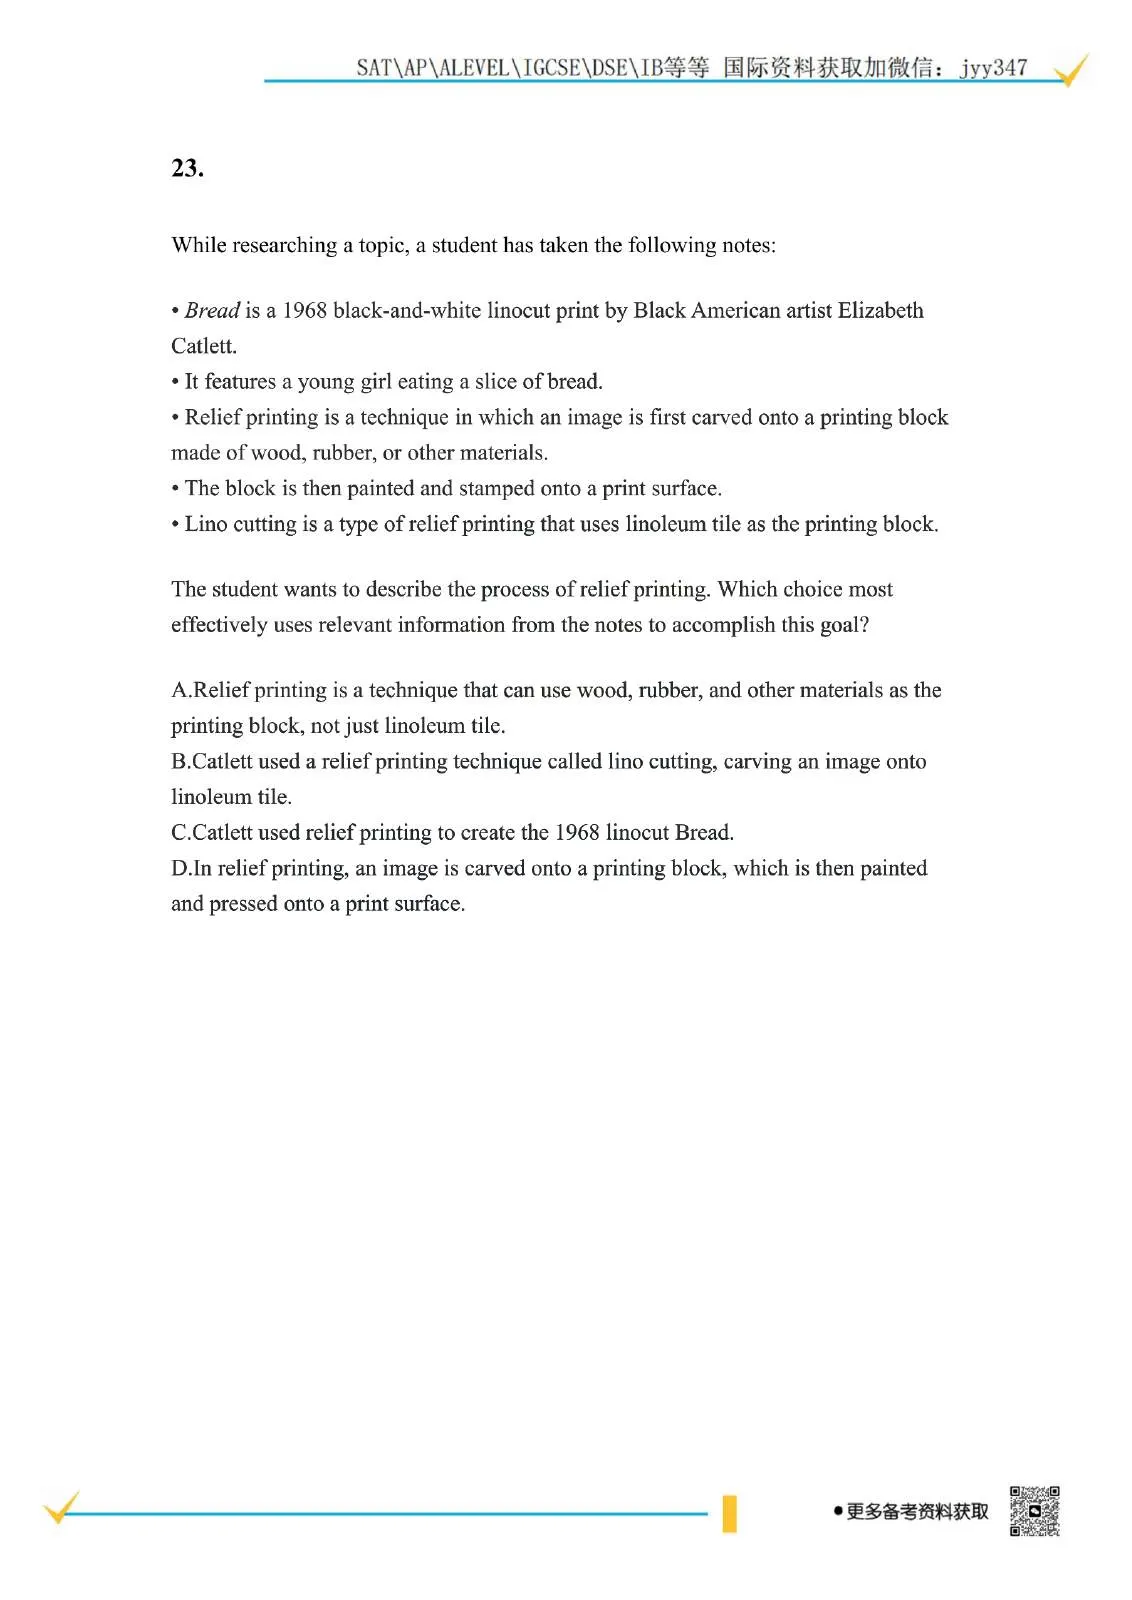 SAT\AP\ALEVEL\IGCSE\DSE\IB等等 国际资料获取加微信：jyy347
23.
While researching a topic, a student has taken the following notes:
• Bread is a 1968 black-and-white linocut print by Black American artist Elizabeth
Catlett.
• It features a young girl eating a slice of bread.
• Relief printing is a technique in which an image is first carved onto a printing block
made of wood, rubber, or other materials.
• The block is then painted and stamped onto a print surface.
• Lino cutting is a type of relief printing that uses linoleum tile as the printing block.
The student wants to describe the process of relief printing. Which choice most
effectively uses relevant information from the notes to accomplish this goal?
A.Relief printing is a technique that can use wood, rubber, and other materials as the
printing block, not just linoleum tile.
B.Catlett used a relief printing technique called lino cutting, carving an image onto
linoleum tile.
C.Catlett used relief printing to create the 1968 linocut Bread.
D.In relief printing, an image is carved onto a printing block, which is then painted
and pressed onto a print surface.
•更多备考资料获取